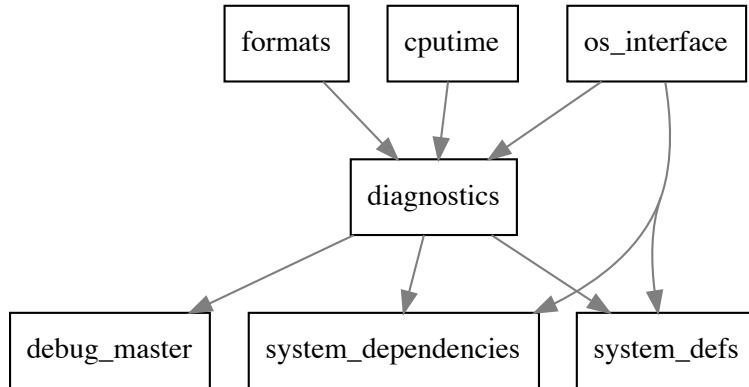 formats
cputime
os_interface
diagnostics
debug_master
system_dependencies
system_defs